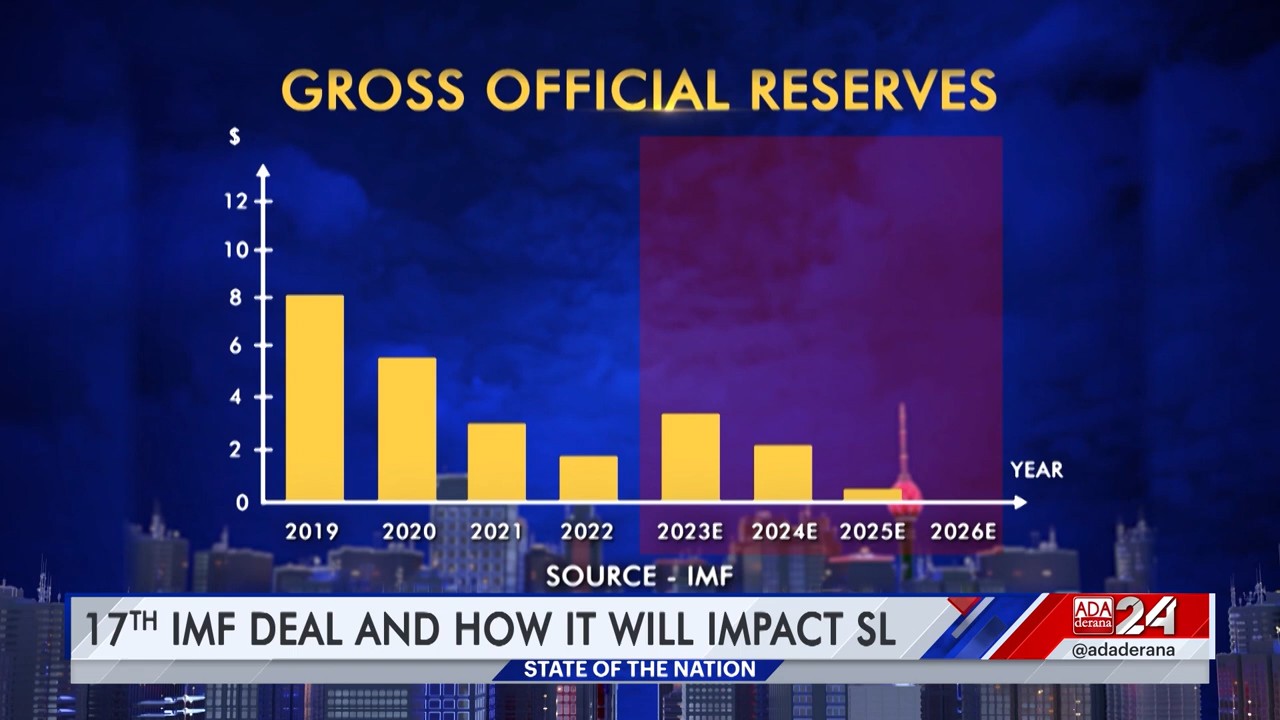 GROSS OFFICIAL RESERVES
$
12
10
8
6
4
2
0
YEAR
2019 2020 2021 2022 2023E 2024E 2025E 2026E
SOURCE - IMF
17TH IMF DEAL AND HOW IT WILL IMPACT SL
ADA
derana
24
@adaderana
STATE OF THE NATION